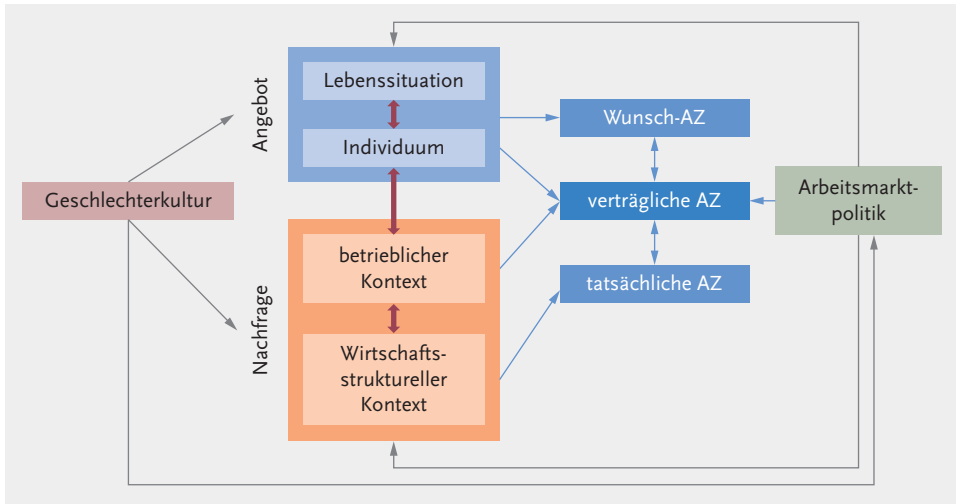 Geschlechterkultur
Angebot
Lebenssituation
Individuum
Nachfrage
betrieblicher
Kontext
Wirtschafts-
struktureller
Kontext
Wunsch-AZ
verträgliche AZ
tatsächliche AZ
Arbeitsmarkt-
politik